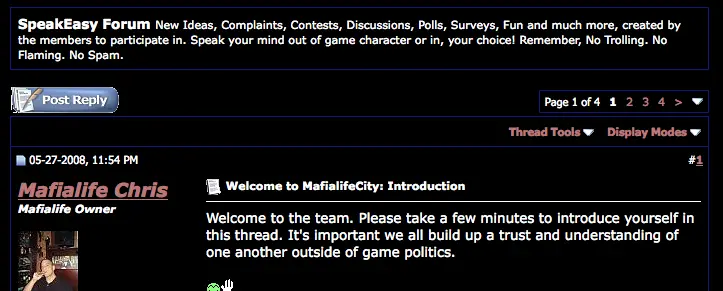 SpeakEasy Forum New Ideas, Complaints, Contests, Discussions, Polls, Surveys, Fun and much more, created by
the members to participate in. Speak your mind out of game character or in, your choice! Remember, No Trolling. No
Flaming. No Spam.
Post Reply
Page 1 of 4 1 2 3 4 >
Thread Tools Display Modes
05-27-2008, 11:54 PM #1
Mafialife Chris
Mafialife Owner
Welcome to MafialifeCity: Introduction
Welcome to the team. Please take a few minutes to introduce yourself in
this thread. It's important we all build up a trust and understanding of
one another outside of game politics.